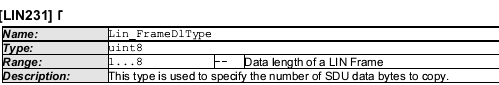 [LIN231] ⌈
Name: Lin_FrameDlType
Type: uint8
Range: 1...8 -- Data length of a LIN Frame
Description: This type is used to specify the number of SDU data bytes to copy.